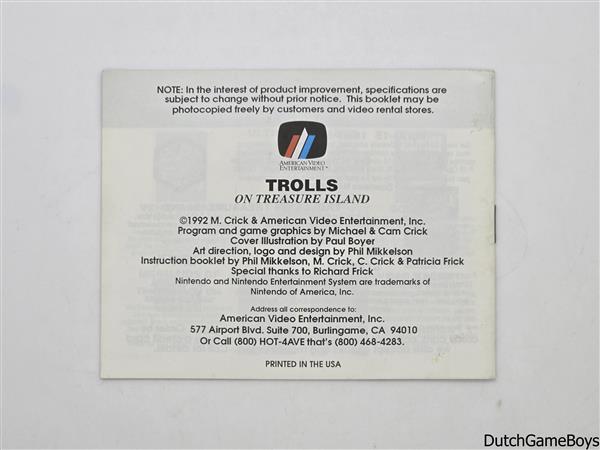 NOTE: In the interest of product improvement, specifications are
subject to change without prior notice. This booklet may be
photocopied freely by customers and video rental stores.
AMERICAN VIDEO
ENTERTAINMENT™
TROLLS
ON TREASURE ISLAND
©1992 M. Crick & American Video Entertainment, Inc.
Program and game graphics by Michael & Cam Crick
Cover Illustration by Paul Boyer
Art direction, logo and design by Phil Mikkelson
Instruction booklet by Phil Mikkelson, M. Crick, C. Crick & Patricia Frick
Special thanks to Richard Frick
Nintendo and Nintendo Entertainment System are trademarks of
Nintendo of America, Inc.
Address all correspondence to:
American Video Entertainment, Inc.
577 Airport Blvd. Suite 700, Burlingame, CA 94010
Or Call (800) HOT-4AVE that's (800) 468-4283.
PRINTED IN THE USA
DutchGameBoys